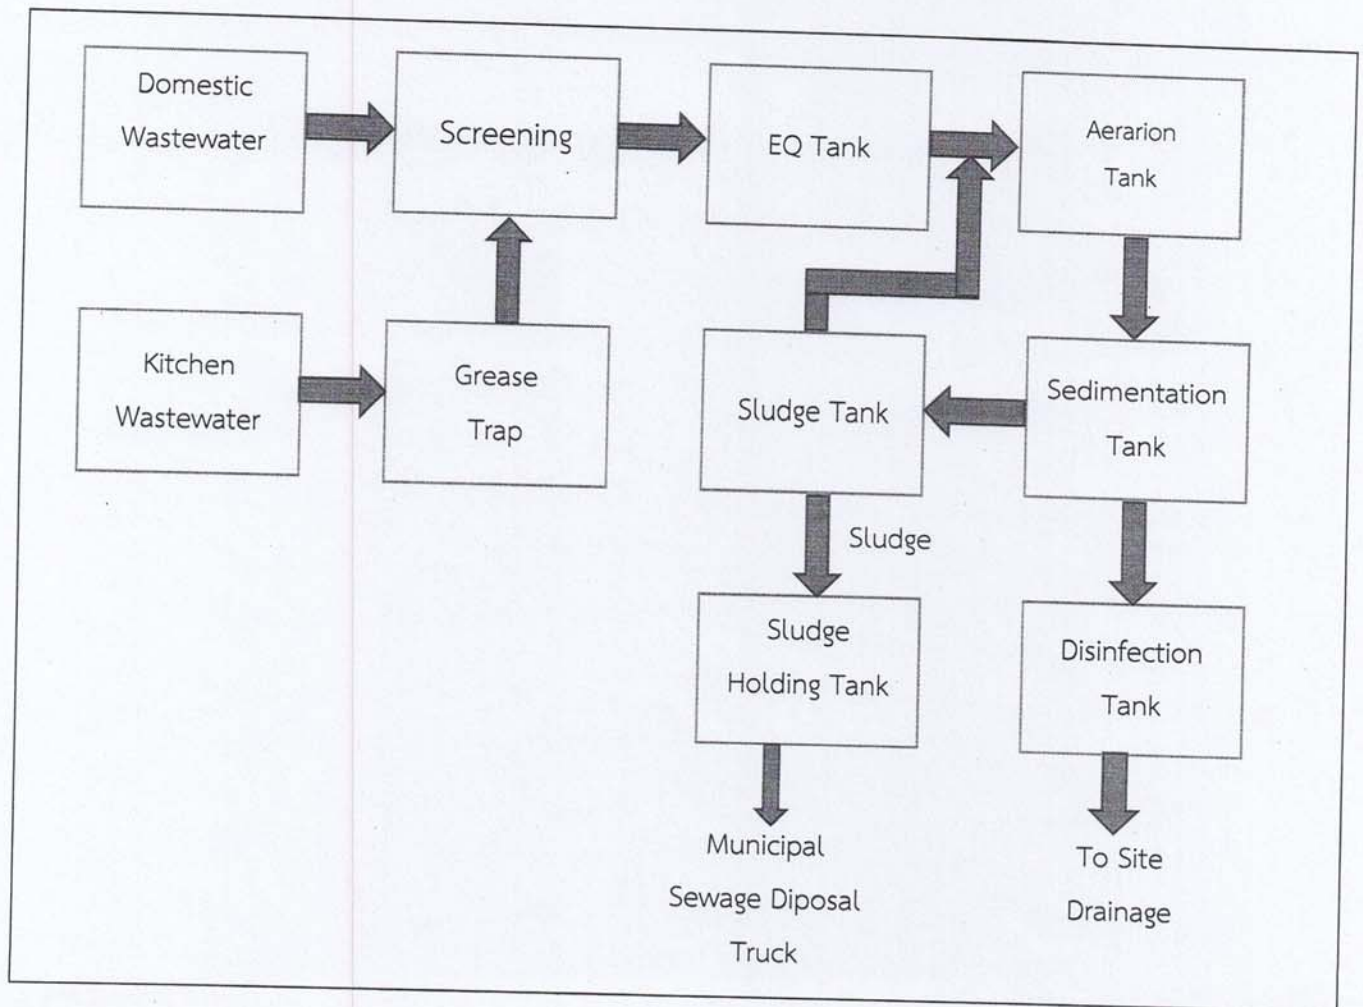 Domestic
Wastewater
Screening
EQ Tank
Aerarion
Tank
Kitchen
Wastewater
Grease
Trap
Sludge Tank
Sedimentation
Tank
Sludge
Sludge
Holding Tank
Disinfection
Tank
Municipal
Sewage Diposal
Truck
To Site
Drainage